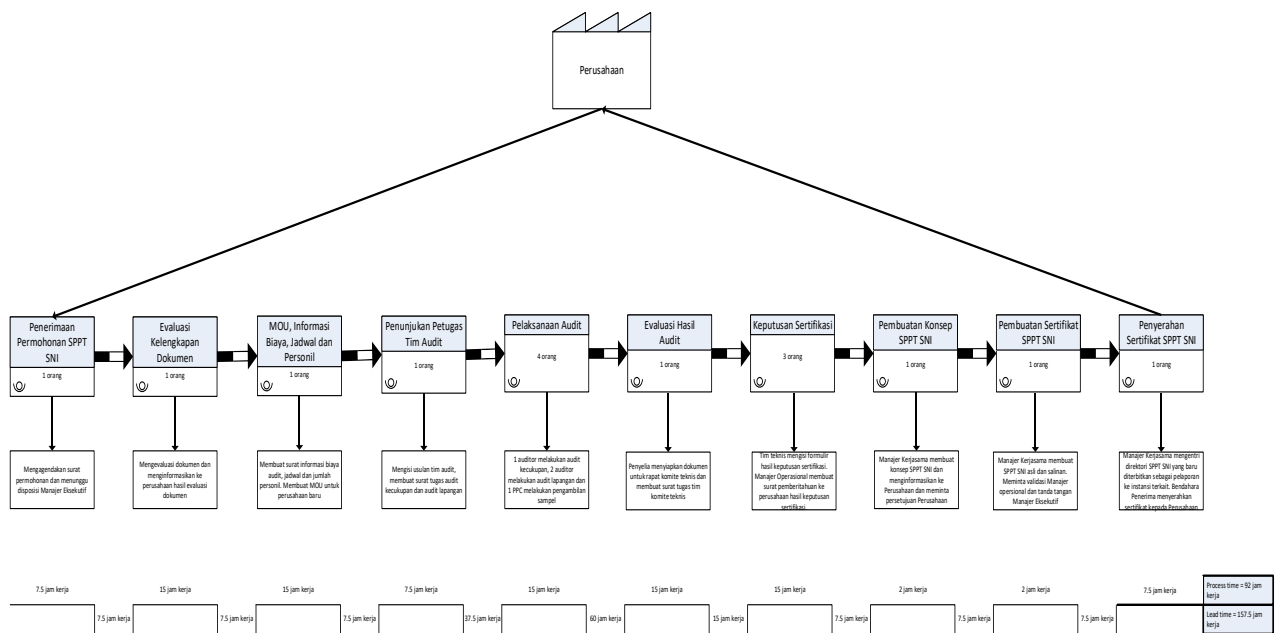 Perusahaan
Penerimaan
Permohonan SPPT
SNI
1 orang
Evaluasi
Kelengkapan
Dokumen
1 orang
MOU, Informasi
Biaya, Jadwal dan
Personil
1 orang
Penunjukan Petugas
Tim Audit
1 orang
Pelaksanaan Audit
4 orang
Evaluasi Hasil
Audit
1 orang
Keputusan Sertifikasi
3 orang
Pembuatan Konsep
SPPT SNI
1 orang
Pembuatan Sertifikat
SPPT SNI
1 orang
Penyerahan
Sertifikat SPPT SNI
1 orang
Mengagendakan surat
permohonan dan menunggu
disposisi Manajer Eksekutif
Mengevaluasi dokumen dan
menginformasikan ke
perusahaan hasil evaluasi
dokumen
Membuat surat informasi biaya
audit, jadwal dan jumlah
personil. Membuat MOU untuk
perusahaan baru
Mengisi usulan tim audit,
membuat surat tugas audit
kecukupan dan audit lapangan
1 auditor melakukan audit
kecukupan, 2 auditor
melakukan audit lapangan dan
1 PPC melakukan pengambilan
sampel
Penyelia menyiapkan dokumen
untuk rapat komite teknis dan
membuat surat tugas tim
komite teknis
Tim teknis mengisi formulir
hasil keputusan sertifikasi.
Manajer Operasional membuat
surat pemberitahuan ke
perusahaan hasil keputusan
sertifikasi
Manajer Kerjasama membuat
konsep SPPT SNI dan
menginformasikan ke
Perusahaan dan meminta
persetujuan Perusahaan
Manajer Kerjasama membuat
SPPT SNI asli dan salinan.
Meminta validasi Manajer
opersional dan tanda tangan
Manajer Eksekutif
Manajer Kerjasama mengentri
direktori SPPT SNI yang baru
diterbitkan sebagai pelaporan
ke instansi terkait. Bendahara
Penerima menyerahkan
sertifikat kepada Perusahaan
7.5 jam kerja
15 jam kerja
15 jam kerja
7.5 jam kerja
15 jam kerja
15 jam kerja
15 jam kerja
2 jam kerja
2 jam kerja
7.5 jam kerja
Process time = 92 jam
kerja
7.5 jam kerja
7.5 jam kerja
7.5 jam kerja
37.5 jam kerja
60 jam kerja
15 jam kerja
7.5 jam kerja
7.5 jam kerja
7.5 jam kerja
Lead time = 157.5 jam
kerja